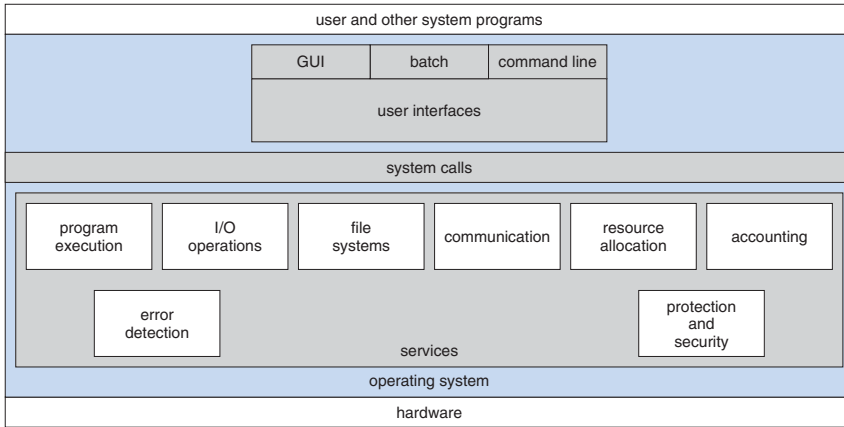 user and other system programs
GUI
batch
command line
user interfaces
system calls
program
execution
I/O
operations
file
systems
communication
resource
allocation
accounting
error
detection
protection
and
security
services
operating system
hardware